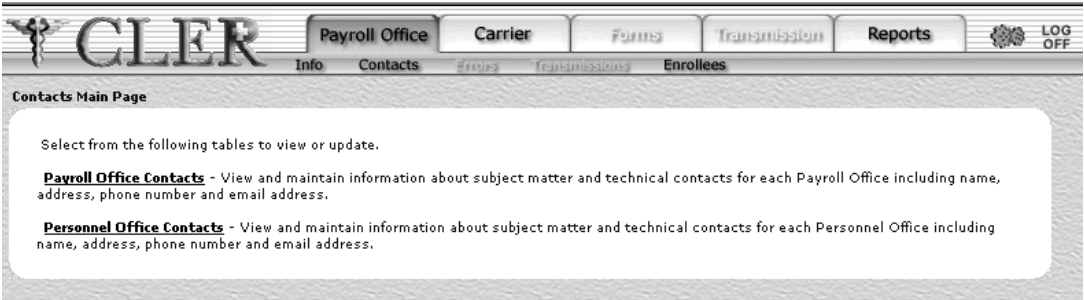 CLER
Payroll Office Carrier Forms Transmission Reports LOG OFF
Info Contacts Errors Transmissions Enrollees
Contacts Main Page
Select from the following tables to view or update.
Payroll Office Contacts - View and maintain information about subject matter and technical contacts for each Payroll Office including name,
address, phone number and email address.
Personnel Office Contacts - View and maintain information about subject matter and technical contacts for each Personnel Office including
name, address, phone number and email address.